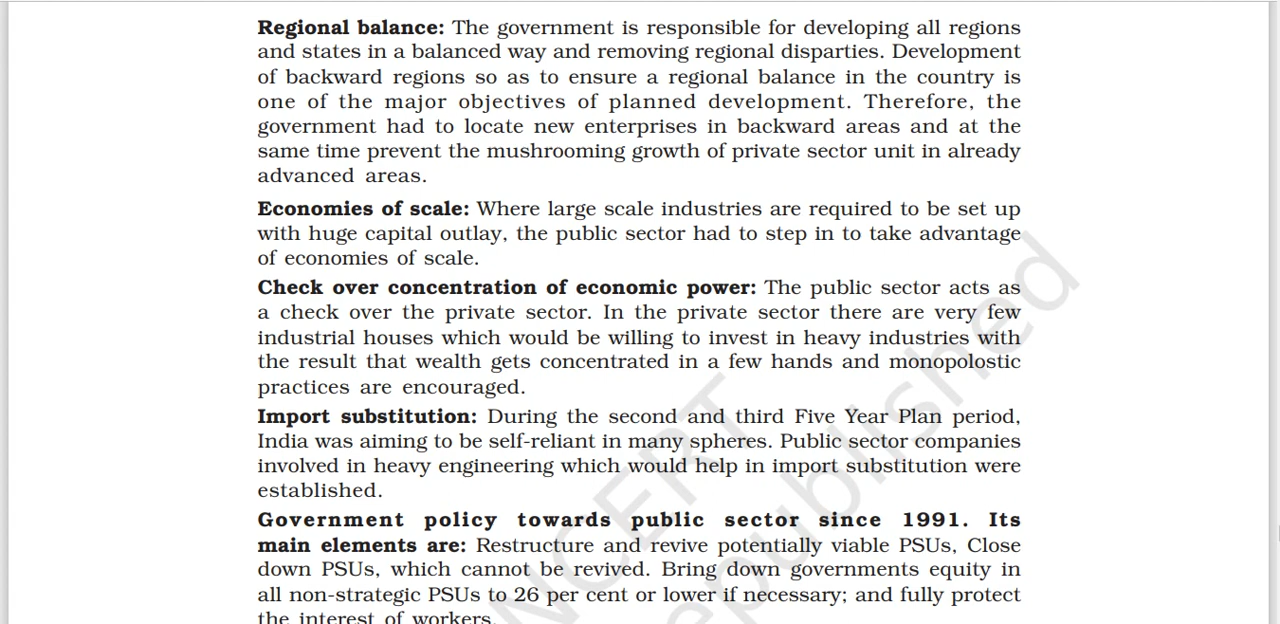 Regional balance: The government is responsible for developing all regions
and states in a balanced way and removing regional disparties. Development
of backward regions so as to ensure a regional balance in the country is
one of the major objectives of planned development. Therefore, the
government had to locate new enterprises in backward areas and at the
same time prevent the mushrooming growth of private sector unit in already
advanced areas.
Economies of scale: Where large scale industries are required to be set up
with huge capital outlay, the public sector had to step in to take advantage
of economies of scale.
Check over concentration of economic power: The public sector acts as
a check over the private sector. In the private sector there are very few
industrial houses which would be willing to invest in heavy industries with
the result that wealth gets concentrated in a few hands and monopolostic
practices are encouraged.
Import substitution: During the second and third Five Year Plan period,
India was aiming to be self-reliant in many spheres. Public sector companies
involved in heavy engineering which would help in import substitution were
established.
Government policy towards public sector since 1991. Its
main elements are: Restructure and revive potentially viable PSUs, Close
down PSUs, which cannot be revived. Bring down governments equity in
all non-strategic PSUs to 26 per cent or lower if necessary; and fully protect
the interest of workers.
NCERT
republished